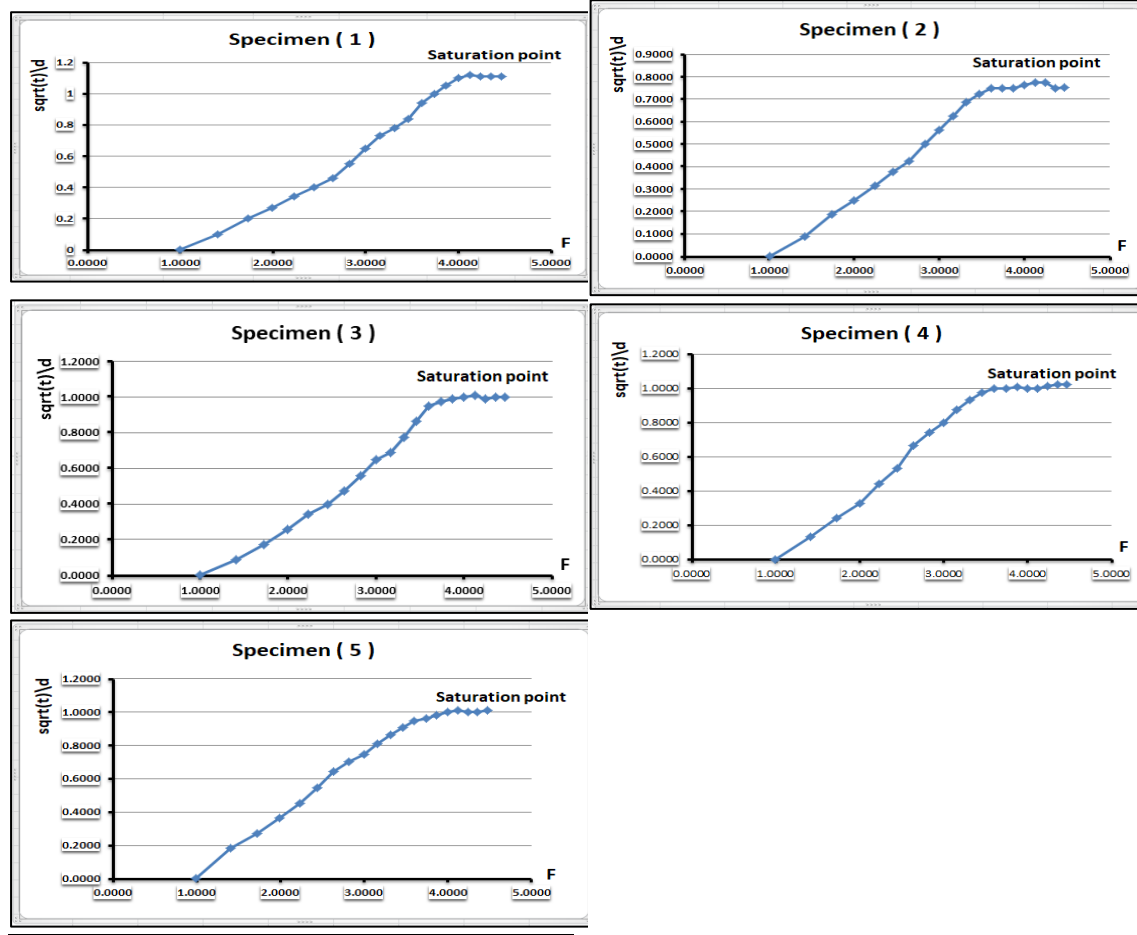 Specimen ( 1 )
Saturation point
sqrt(t)\d
1.2
1
0.8
0.6
0.4
0.2
0
0.0000 1.0000 2.0000 3.0000 4.0000 5.0000
F
Specimen ( 2 )
Saturation point
sqrt(t)\d
0.9000
0.8000
0.7000
0.6000
0.5000
0.4000
0.3000
0.2000
0.1000
0.0000
0.0000 1.0000 2.0000 3.0000 4.0000 5.0000
E
Specimen ( 3 )
Saturation point
sqrt(t)\d
1.2000
1.0000
0.8000
0.6000
0.4000
0.2000
0.0000
0.0000 1.0000 2.0000 3.0000 4.0000 5.0000
F
Specimen ( 4 )
Saturation point
sqrt(t)\d
1.2000
1.0000
0.8000
0.6000
0.4000
0.2000
0.0000
0.0000 1.0000 2.0000 3.0000 4.0000 5.0000
F
Specimen ( 5 )
Saturation point
sqrt(t)\d
1.2000
1.0000
0.8000
0.6000
0.4000
0.2000
0.0000
0.0000 1.0000 2.0000 3.0000 4.0000 5.0000
F